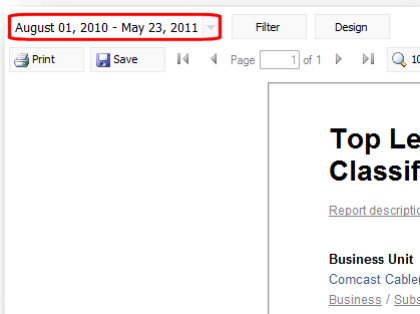 August 01, 2010 - May 23, 2011 Filter Design
Print Save Page 1 of 1
Top Le
Classif
Report descriptio
Business Unit
Comcast Cable
Business / Subs